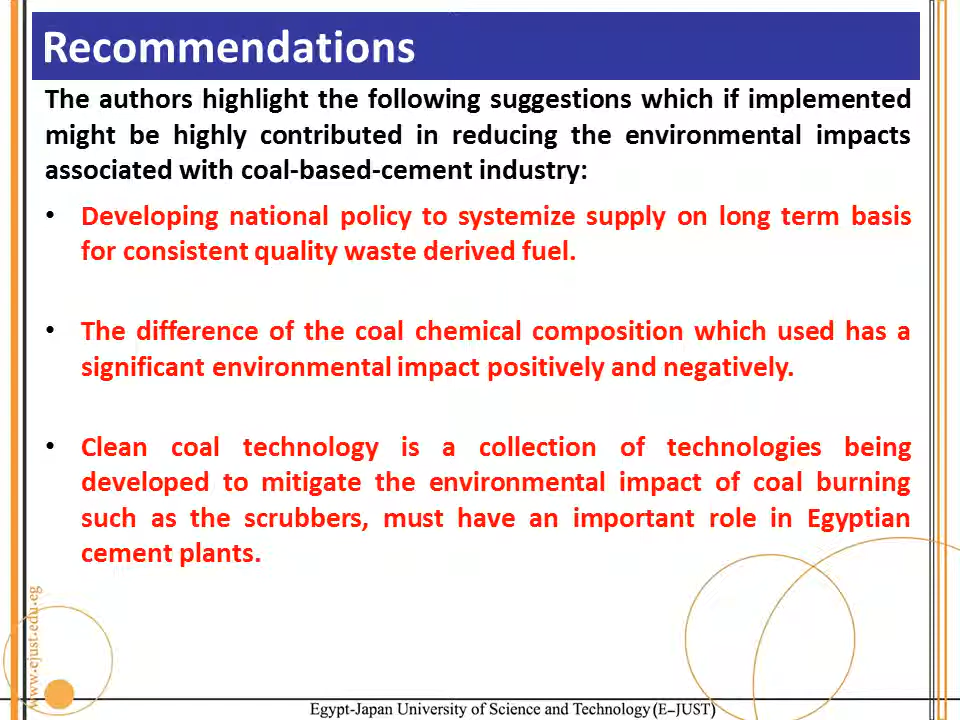 Recommendations
The authors highlight the following suggestions which if implemented
might be highly contributed in reducing the environmental impacts
associated with coal-based-cement industry:
• Developing national policy to systemize supply on long term basis
for consistent quality waste derived fuel.
• The difference of the coal chemical composition which used has a
significant environmental impact positively and negatively.
• Clean coal technology is a collection of technologies being
developed to mitigate the environmental impact of coal burning
such as the scrubbers, must have an important role in Egyptian
cement plants.
www.ejust.edu.eg
Egypt-Japan University of Science and Technology (E-JUST)